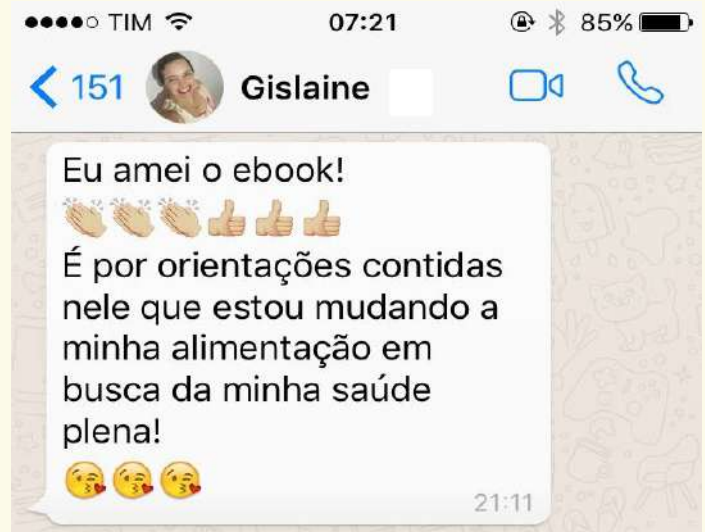 TIM 07:21 85%
151 Gislaine
Eu amei o ebook!
👏👏👏👍👍👍
É por orientações contidas
nele que estou mudando a
minha alimentação em
busca da minha saúde
plena!
😘😘😘
21:11